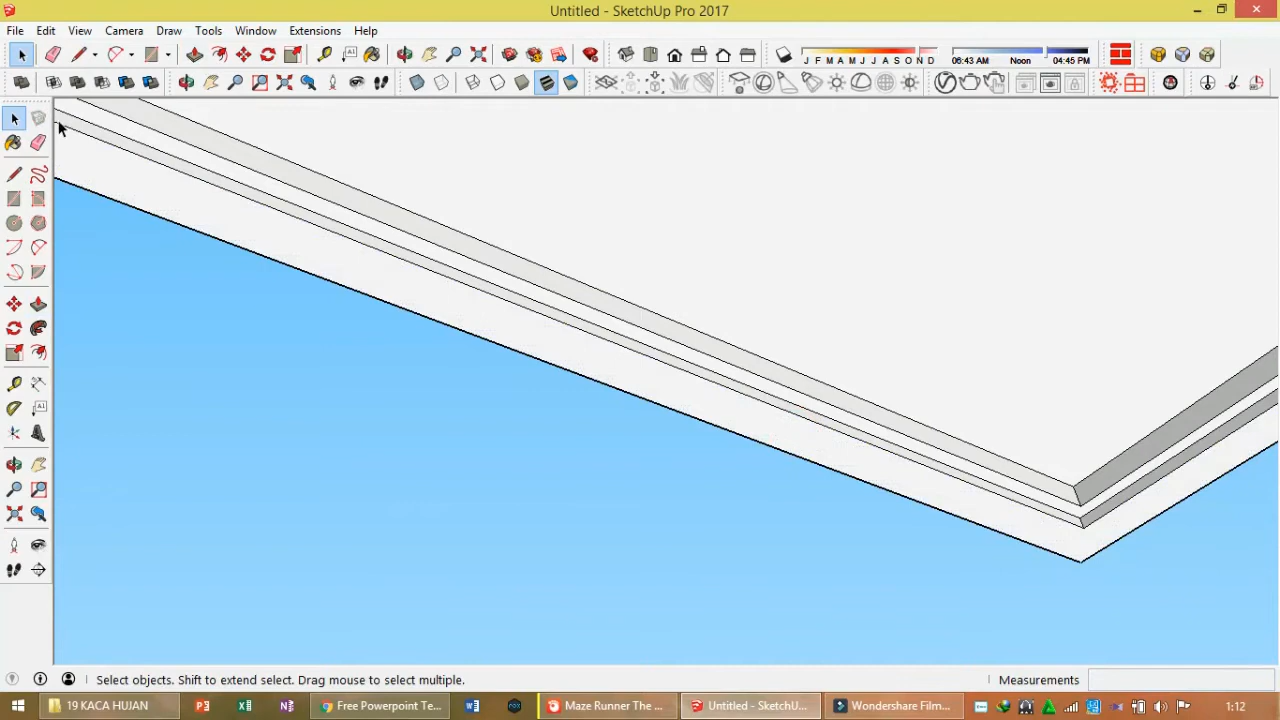 Untitled - SketchUp Pro 2017
File Edit View Camera Draw Tools Window Extensions Help
A1
J F M A M J J A S O N D
06:43 AM Noon 04:45 PM
A1
Select objects. Shift to extend select. Drag mouse to select multiple.
Measurements
19 KACA HUJAN
Free Powerpoint Te...
Maze Runner The ...
Untitled - SketchU...
Wondershare Film...
1:12